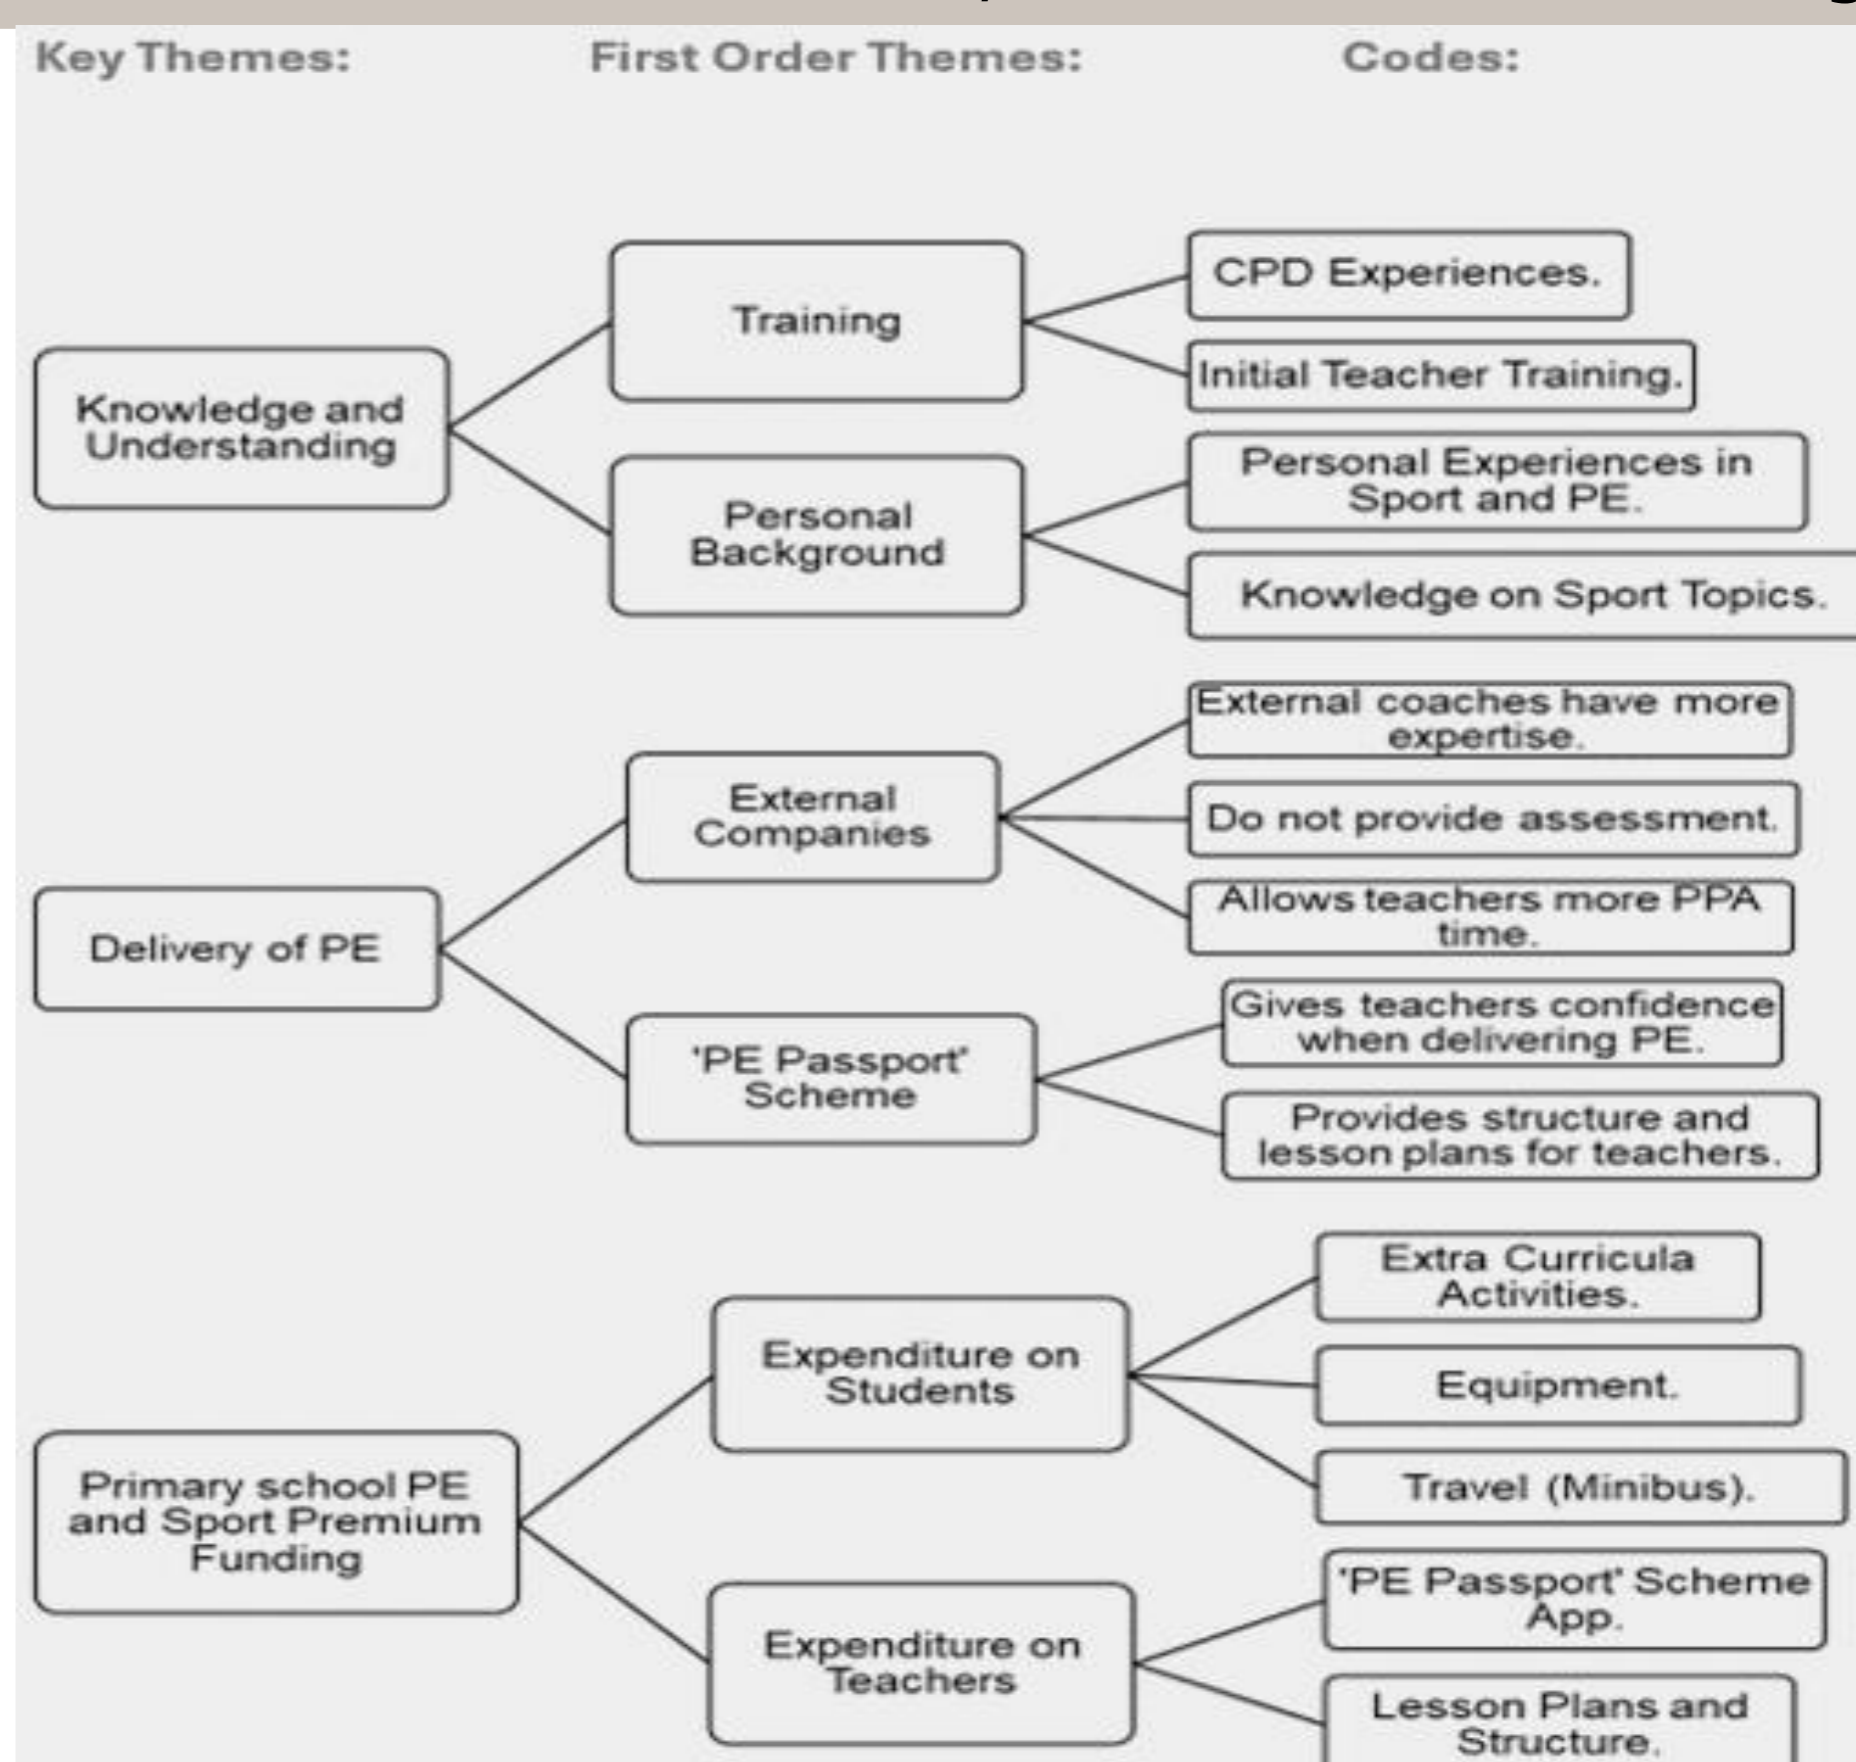 Key Themes: First Order Themes: Codes:
Knowledge and
Understanding
Training
CPD Experiences.
Initial Teacher Training.
Personal
Background
Personal Experiences in
Sport and PE.
Knowledge on Sport Topics.
Delivery of PE
External
Companies
External coaches have more
expertise.
Do not provide assessment.
Allows teachers more PPA
time.
'PE Passport'
Scheme
Gives teachers confidence
when delivering PE.
Provides structure and
lesson plans for teachers.
Primary school PE
and Sport Premium
Funding
Expenditure on
Students
Extra Curricula
Activities.
Equipment.
Travel (Minibus).
Expenditure on
Teachers
'PE Passport' Scheme
App.
Lesson Plans and
Structure.